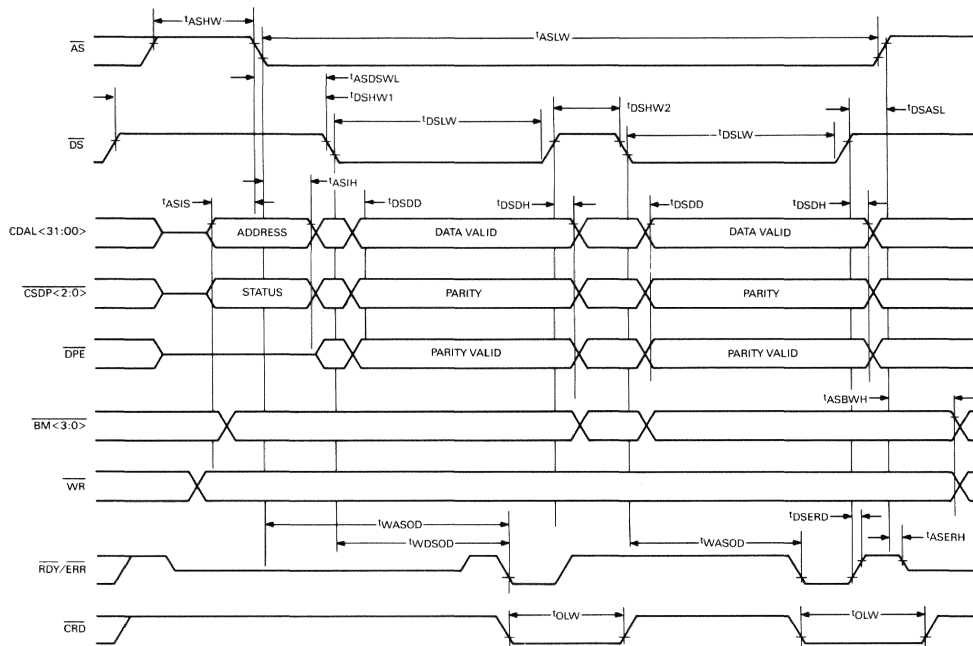 tASHW
tASLW
AS
tASDSWL
tDSHW1
tDSHW2
tDSASL
tDSLW
tDSLW
DS
tASIH
tASIS
tDSDD
tDSDH
tDSDD
tDSDH
CDAL<31:00>
ADDRESS
DATA VALID
DATA VALID
CSDP<2:0>
STATUS
PARITY
PARITY
DPE
PARITY VALID
PARITY VALID
tASBWH
BM<3:0>
WR
tDSERD
tWASOD
tWDSOD
tWASOD
tASERH
RDY/ERR
tOLW
tOLW
CRD